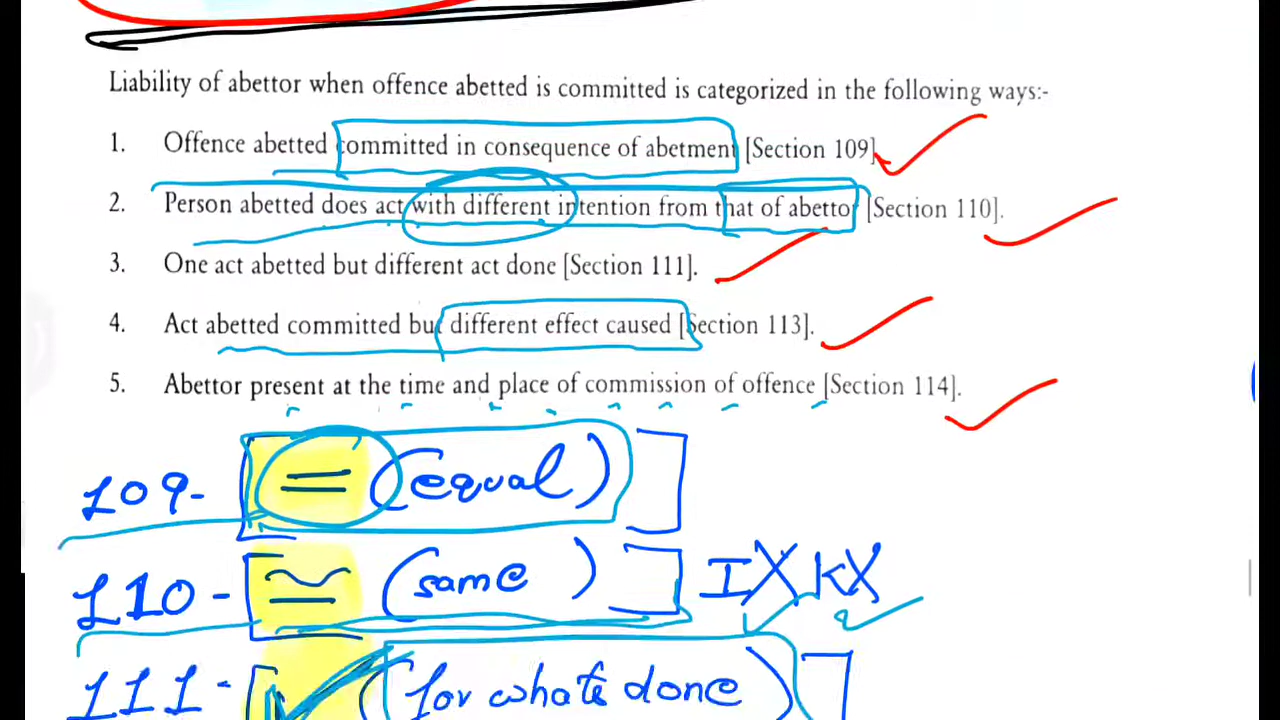 Liability of abettor when offence abetted is committed is categorized in the following ways:-
1. Offence abetted committed in consequence of abetment [Section 109].
2. Person abetted does act with different intention from that of abettor [Section 110].
3. One act abetted but different act done [Section 111].
4. Act abetted committed but different effect caused [Section 113].
5. Abettor present at the time and place of commission of offence [Section 114].
109- [= (equal)]
110- [≃ (same)] IX KX
111- [✓ (for whats done)]